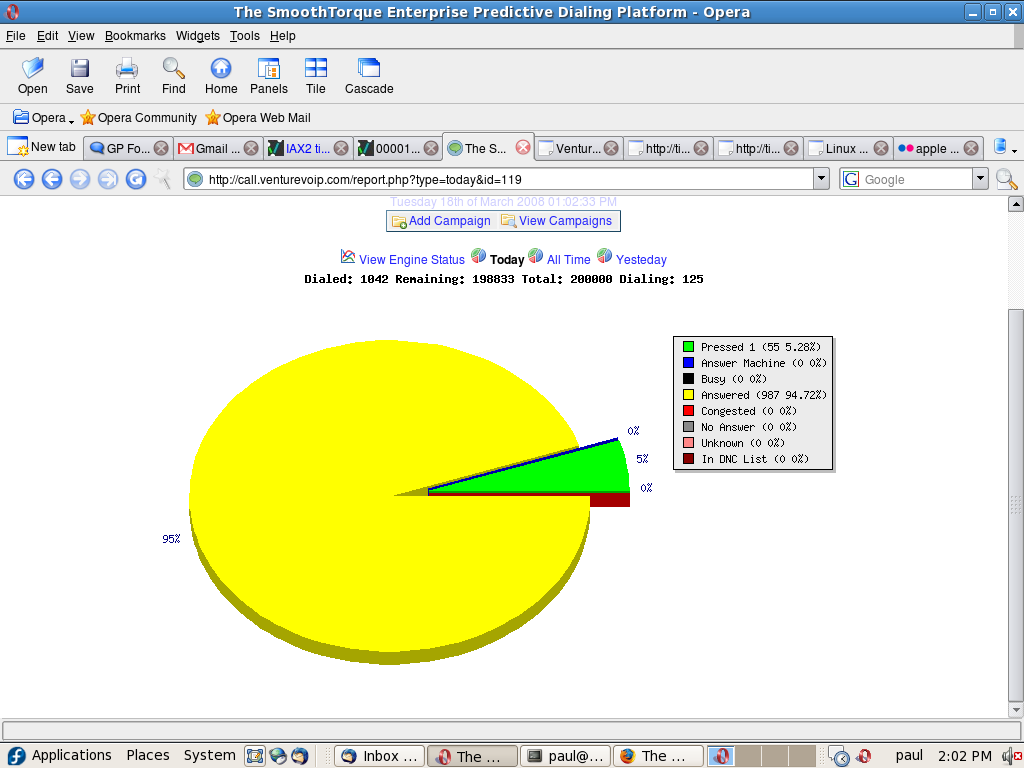 The SmoothTorque Enterprise Predictive Dialing Platform - Opera
File Edit View Bookmarks Widgets Tools Help
Open Save Print Find Home Panels Tile Cascade
Opera Opera Community Opera Web Mail
New tab GP Fo... Gmail ... IAX2 ti... 00001... The S... Ventur... http://ti... http://ti... Linux ... apple ...
http://call.venturevoip.com/report.php?type=today&id=119 Google
Tuesday 18th of March 2008 01:02:33 PM
Add Campaign View Campaigns
View Engine Status Today All Time Yesteday
Dialed: 1042 Remaining: 198833 Total: 200000 Dialing: 125
Pressed 1 (55 5.28%)
Answer Machine (0 0%)
Busy (0 0%)
Answered (987 94.72%)
Congested (0 0%)
No Answer (0 0%)
Unknown (0 0%)
In DNC List (0 0%)
0%
5%
0%
95%
Applications Places System Inbox ... The ... paul@... The ... paul 2:02 PM